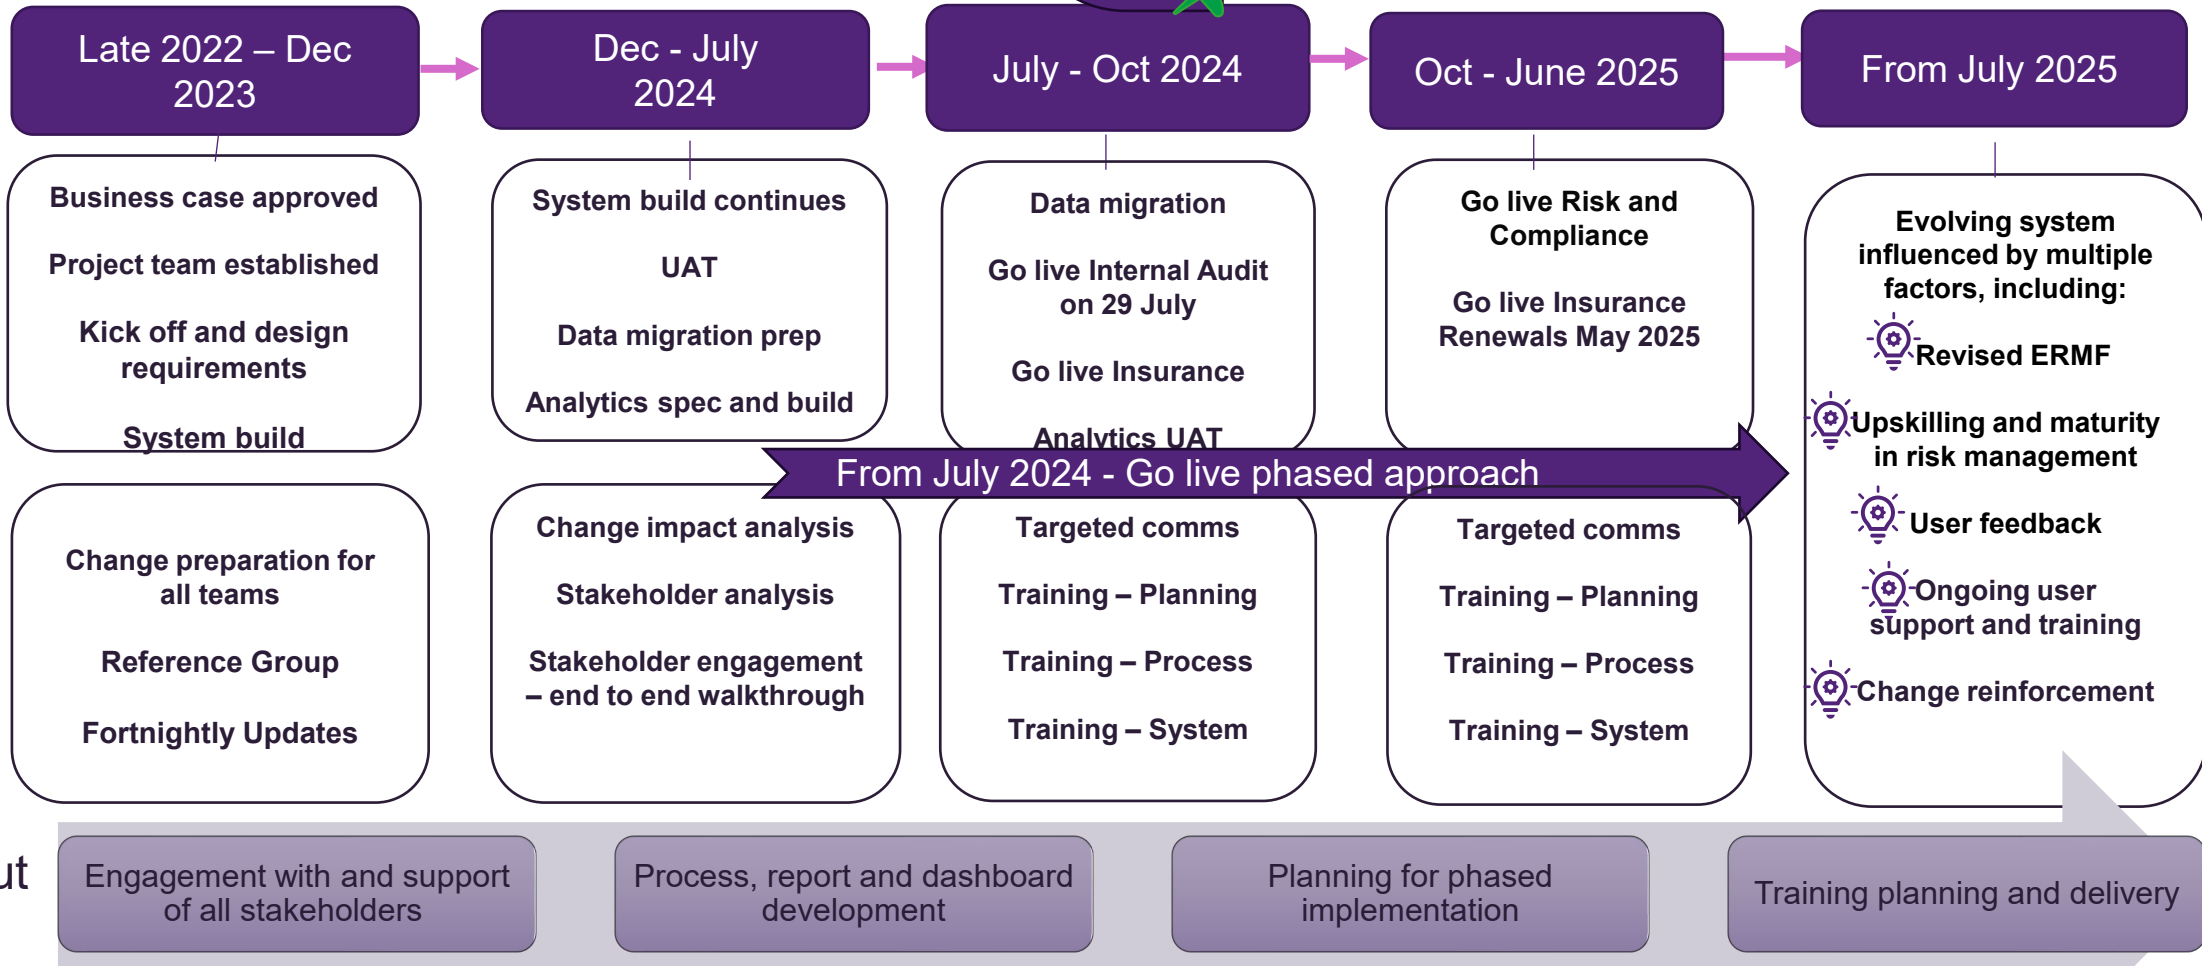 Late 2022 – Dec
2023
Dec - July
2024
July - Oct 2024
Oct - June 2025
From July 2025
Business case approved
Project team established
Kick off and design
requirements
System build
System build continues
UAT
Data migration prep
Analytics spec and build
Data migration
Go live Internal Audit
on 29 July
Go live Insurance
Analytics UAT
Go live Risk and
Compliance
Go live Insurance
Renewals May 2025
Evolving system
influenced by multiple
factors, including:
Revised ERMF
Upskilling and maturity
in risk management
User feedback
Ongoing user
support and training
Change reinforcement
From July 2024 - Go live phased approach
Change preparation for
all teams
Reference Group
Fortnightly Updates
Change impact analysis
Stakeholder analysis
Stakeholder engagement
– end to end walkthrough
Targeted comms
Training – Planning
Training – Process
Training – System
Targeted comms
Training – Planning
Training – Process
Training – System
Engagement with and support
of all stakeholders
Process, report and dashboard
development
Planning for phased
implementation
Training planning and delivery